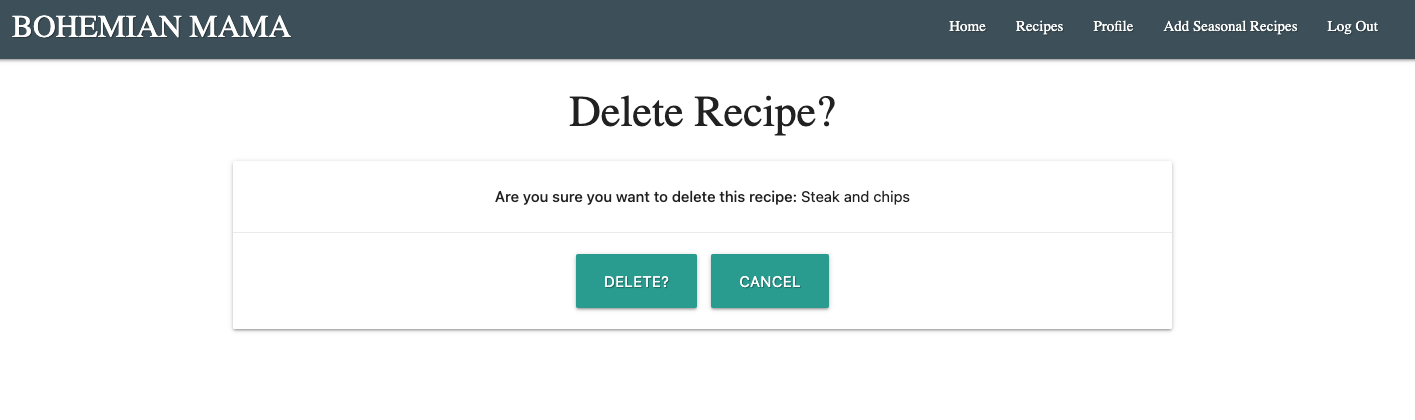 BOHEMIAN MAMA
Home Recipes Profile Add Seasonal Recipes Log Out
Delete Recipe?
Are you sure you want to delete this recipe: Steak and chips
DELETE? CANCEL